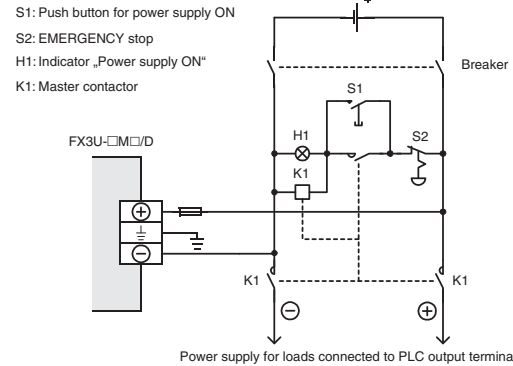 S1: Push button for power supply ON
S2: EMERGENCY stop
H1: Indicator „Power supply ON“
K1: Master contactor
+
Breaker
S1
FX3U-□M□/D
H1
S2
K1
+
−
K1
K1
−
+
Power supply for loads connected to PLC output termina